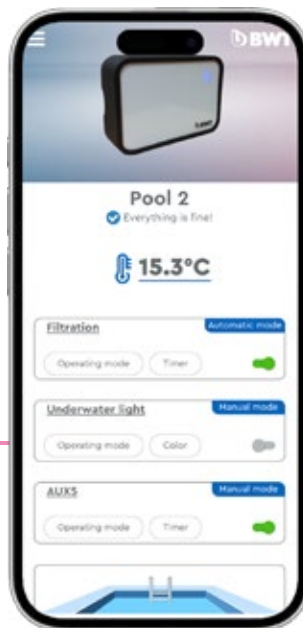 BWT
BWT
Pool 2
Everything is fine!
15.3°C
Filtration
Automatic mode
Operating mode
Timer
Underwater light
Manual mode
Operating mode
Color
AUX5
Manual mode
Operating mode
Timer